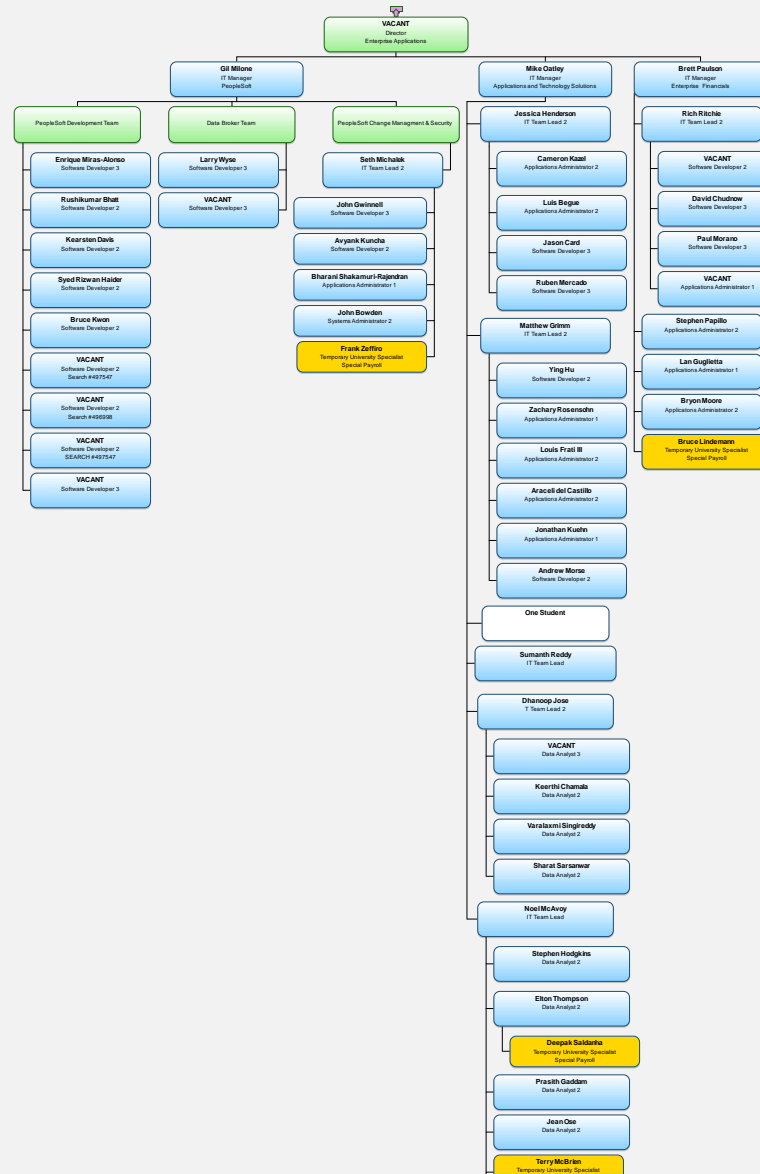 VACANT
Director
Enterprise Applications
Gil Milone
IT Manager
PeopleSoft
PeopleSoft Development Team
Enrique Miras-Alonso
Software Developer 3
Rushikumar Bhatt
Software Developer 2
Kearsten Davis
Software Developer 2
Syed Rizwan Haider
Software Developer 2
Bruce Kwon
Software Developer 2
VACANT
Software Developer 2
Search #497547
VACANT
Software Developer 2
Search #496998
VACANT
Software Developer 2
SEARCH #497547
VACANT
Software Developer 3
Data Broker Team
Larry Wyse
Software Developer 3
VACANT
Software Developer 3
PeopleSoft Change Managment & Security
Seth Michalek
IT Team Lead 2
John Gwinnell
Software Developer 3
Avyank Kuncha
Software Developer 2
Bharani Shakamuri-Rajendran
Applications Administrator 1
John Bowden
Systems Administrator 2
Frank Zeffiro
Temporary University Specialist
Special Payroll
Mike Oatley
IT Manager
Applications and Technology Solutions
Jessica Henderson
IT Team Lead 2
Cameron Kazel
Applications Administrator 2
Luis Begue
Applications Administrator 2
Jason Card
Software Developer 3
Ruben Mercado
Software Developer 3
Matthew Grimm
IT Team Lead 2
Ying Hu
Software Developer 2
Zachary Rosensohn
Applications Administrator 1
Louis Frati III
Applications Administrator 2
Araceli del Castillo
Applications Administrator 2
Jonathan Kuehn
Applications Administrator 1
Andrew Morse
Software Developer 2
One Student
Sumanth Reddy
IT Team Lead
Dhanoop Jose
T Team Lead 2
VACANT
Data Analyst 3
Keerthi Chamala
Data Analyst 2
Varalaxmi Singireddy
Data Analyst 2
Sharat Sarsanwar
Data Analyst 2
Noel McAvoy
IT Team Lead
Stephen Hodgkins
Data Analyst 2
Elton Thompson
Data Analyst 2
Deepak Saldanha
Temporary University Specialist
Special Payroll
Prasith Gaddam
Data Analyst 2
Jean Ose
Data Analyst 2
Terry McBrien
Temporary University Specialist
Brett Paulson
IT Manager
Enterprise Financials
Rich Ritchie
IT Team Lead 2
VACANT
Software Developer 2
David Chudnow
Software Developer 3
Paul Morano
Software Developer 3
VACANT
Applications Administrator 1
Stephen Papillo
Applications Administrator 2
Lan Guglietta
Applications Administrator 1
Bryon Moore
Applications Administrator 2
Bruce Lindemann
Temporary University Specialist
Special Payroll